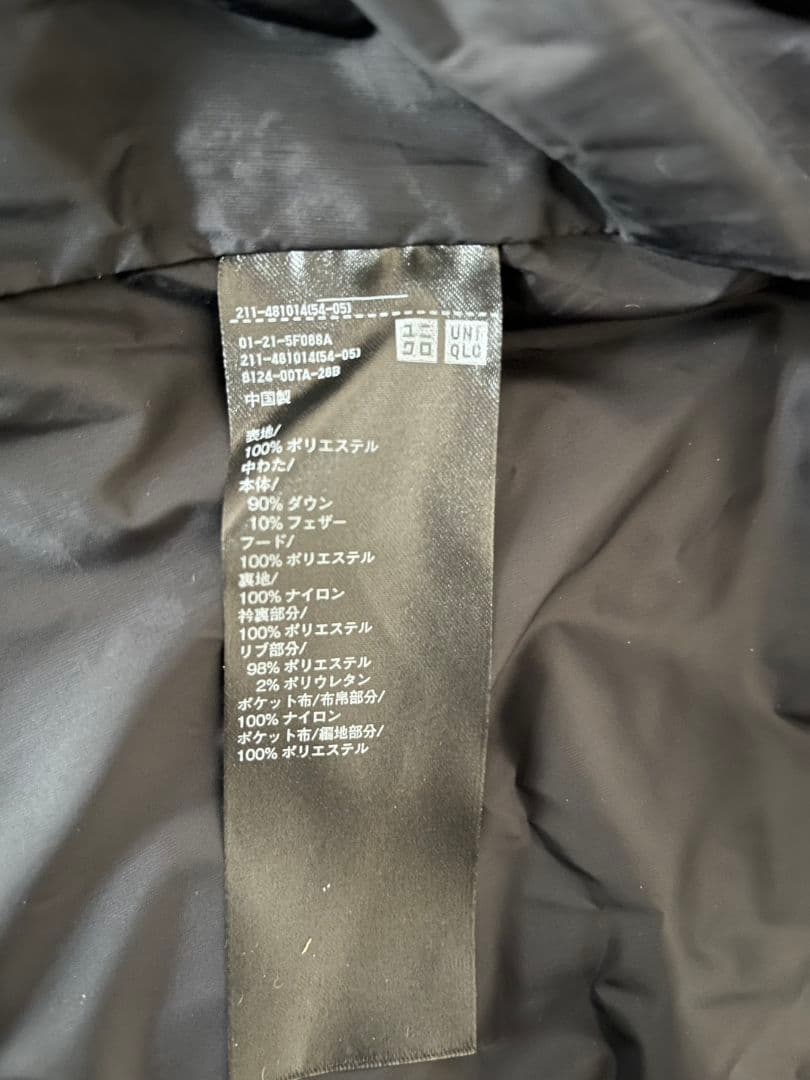 211-481014(54-05)
01-21-5F088A
211-481014(54-05)
8124-00TA-28B
ユニ
クロ
UNI
QLO
中国製
表地/
100% ポリエステル
中わた/
本体/
90% ダウン
10% フェザー
フード/
100% ポリエステル
裏地/
100% ナイロン
衿裏部分/
100% ポリエステル
リブ部分/
98% ポリエステル
2% ポリウレタン
ポケット布/布帛部分/
100% ナイロン
ポケット布/編地部分/
100% ポリエステル